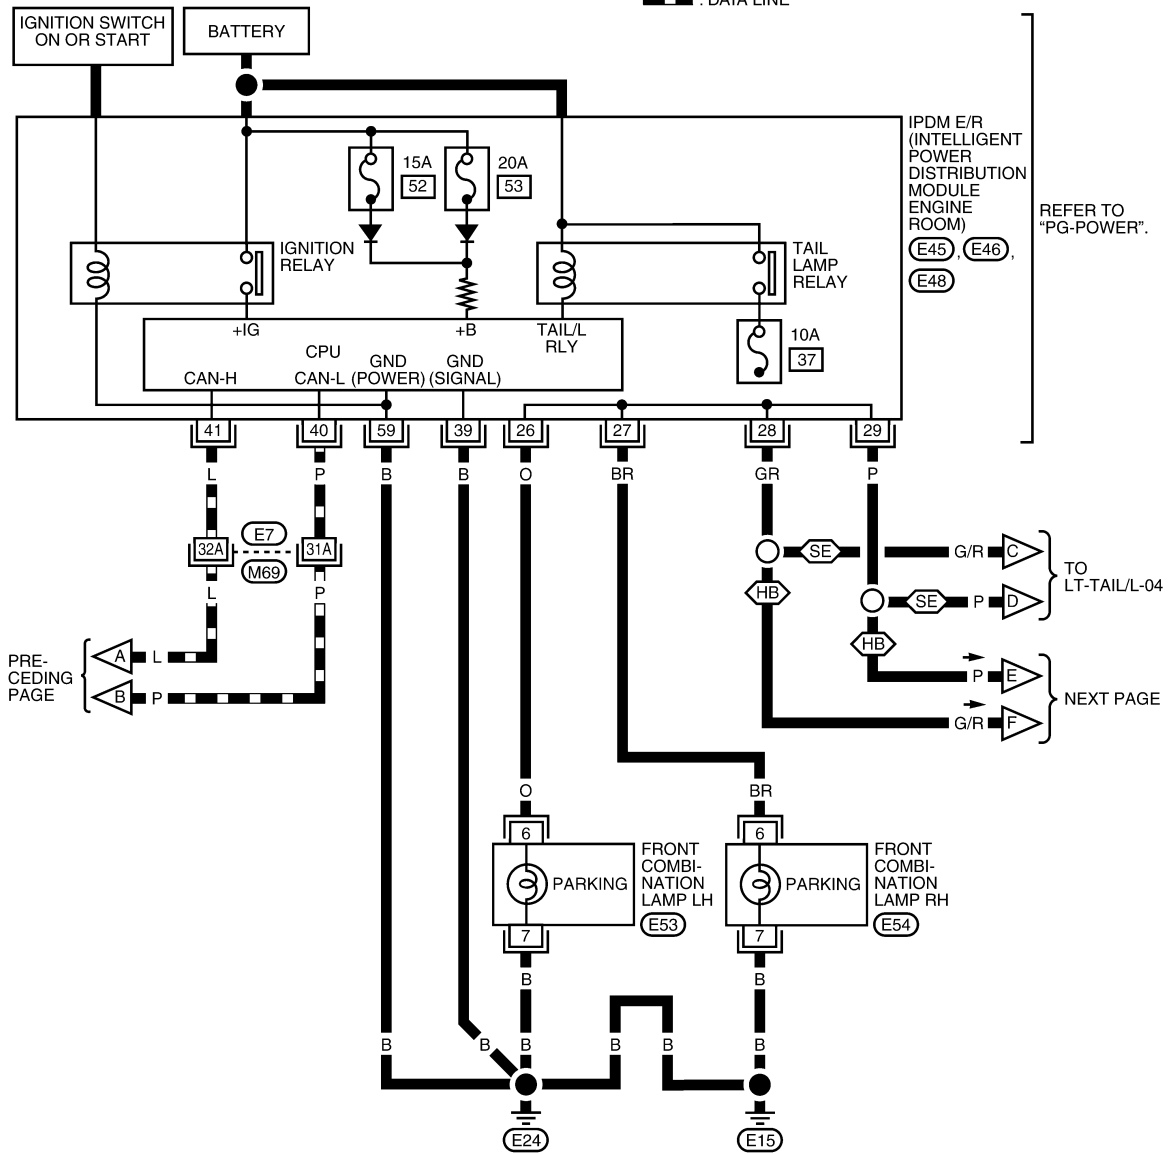 : DATA LINE
IGNITION SWITCH
ON OR START
BATTERY
IPDM E/R
(INTELLIGENT
POWER
DISTRIBUTION
MODULE
ENGINE
ROOM)
E45 , E46 ,
E48
REFER TO
“PG-POWER”.
15A
52
20A
53
IGNITION
RELAY
TAIL
LAMP
RELAY
10A
37
+IG
+B
TAIL/L
RLY
CPU
CAN-H
CAN-L
GND
(POWER)
GND
(SIGNAL)
41
40
59
39
26
27
28
29
L
P
B
B
O
BR
GR
P
32A
E7
M69
31A
L
P
SE
G/R
C
SE
P
D
TO
LT-TAIL/L-04
HB
HB
PRE-
CEDING
PAGE
A
L
B
P
P
E
G/R
F
NEXT PAGE
O
BR
6
6
PARKING
FRONT
COMBI-
NATION
LAMP LH
E53
PARKING
FRONT
COMBI-
NATION
LAMP RH
E54
7
7
B
B
B
B
B
B
B
B
E24
E15